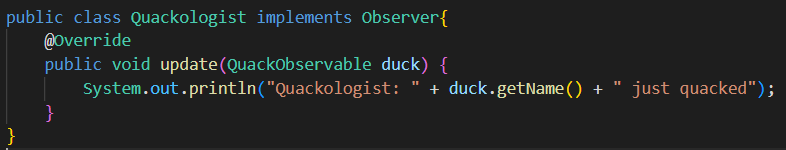 public class Quackologist implements Observer{
    @Override
    public void update(QuackObservable duck) {
        System.out.println("Quackologist: " + duck.getName() + " just quacked");
    }
}